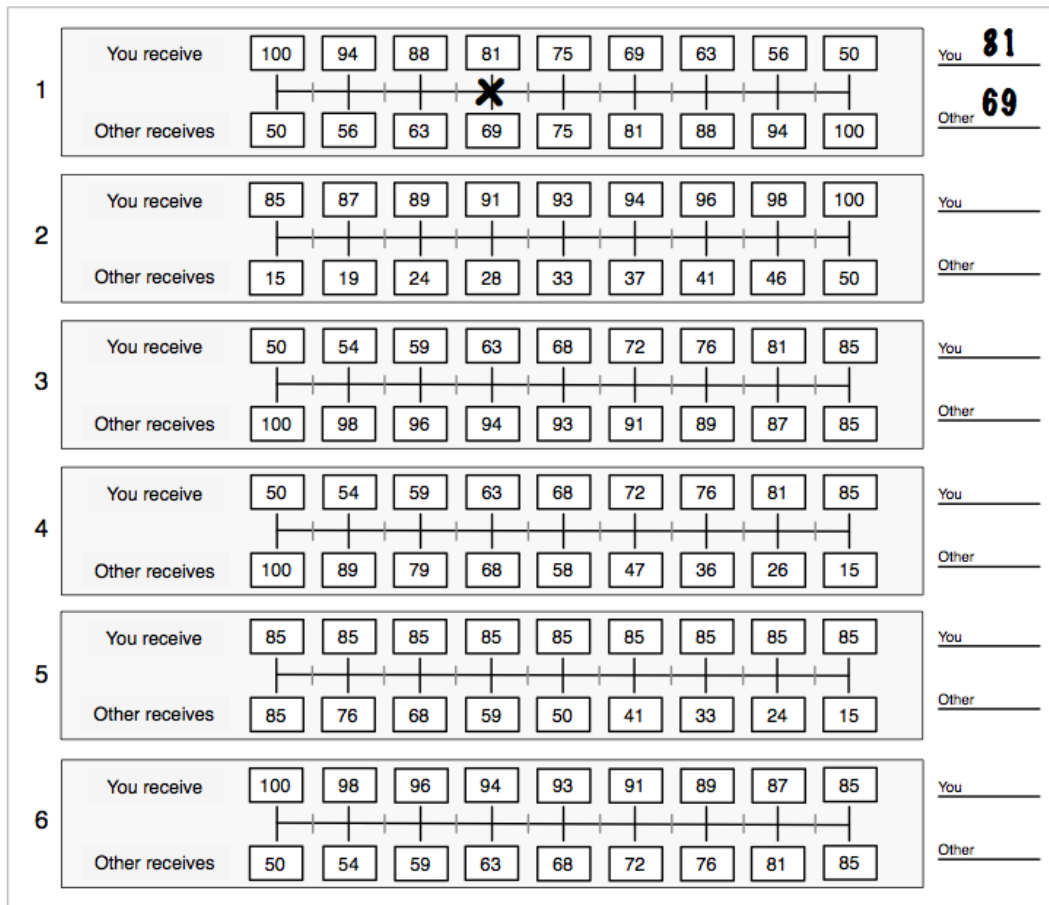 You receive 100 94 88 81 75 69 63 56 50 You 81
1
Other receives 50 56 63 69 75 81 88 94 100 Other 69
You receive 85 87 89 91 93 94 96 98 100 You
2
Other receives 15 19 24 28 33 37 41 46 50 Other
You receive 50 54 59 63 68 72 76 81 85 You
3
Other receives 100 98 96 94 93 91 89 87 85 Other
You receive 50 54 59 63 68 72 76 81 85 You
4
Other receives 100 89 79 68 58 47 36 26 15 Other
You receive 85 85 85 85 85 85 85 85 85 You
5
Other receives 85 76 68 59 50 41 33 24 15 Other
You receive 100 98 96 94 93 91 89 87 85 You
6
Other receives 50 54 59 63 68 72 76 81 85 Other